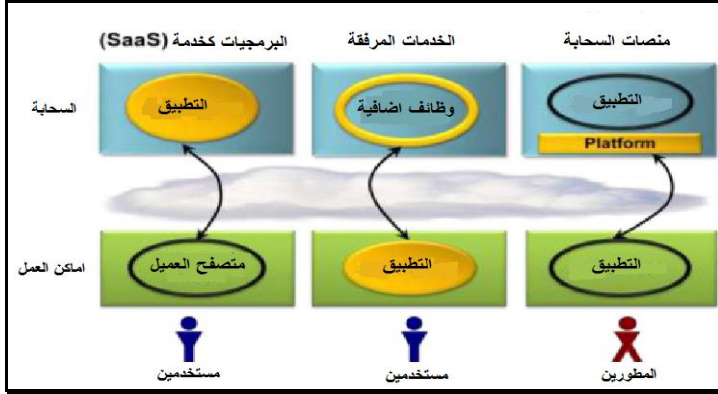 منصات السحابة
الخدمات المرفقة
البرمجيات كخدمة (SaaS)
السحابة
التطبيق
وظائف اضافية
التطبيق
Platform
اماكن العمل
التطبيق
التطبيق
متصفح العميل
المطورين
مستخدمين
مستخدمين